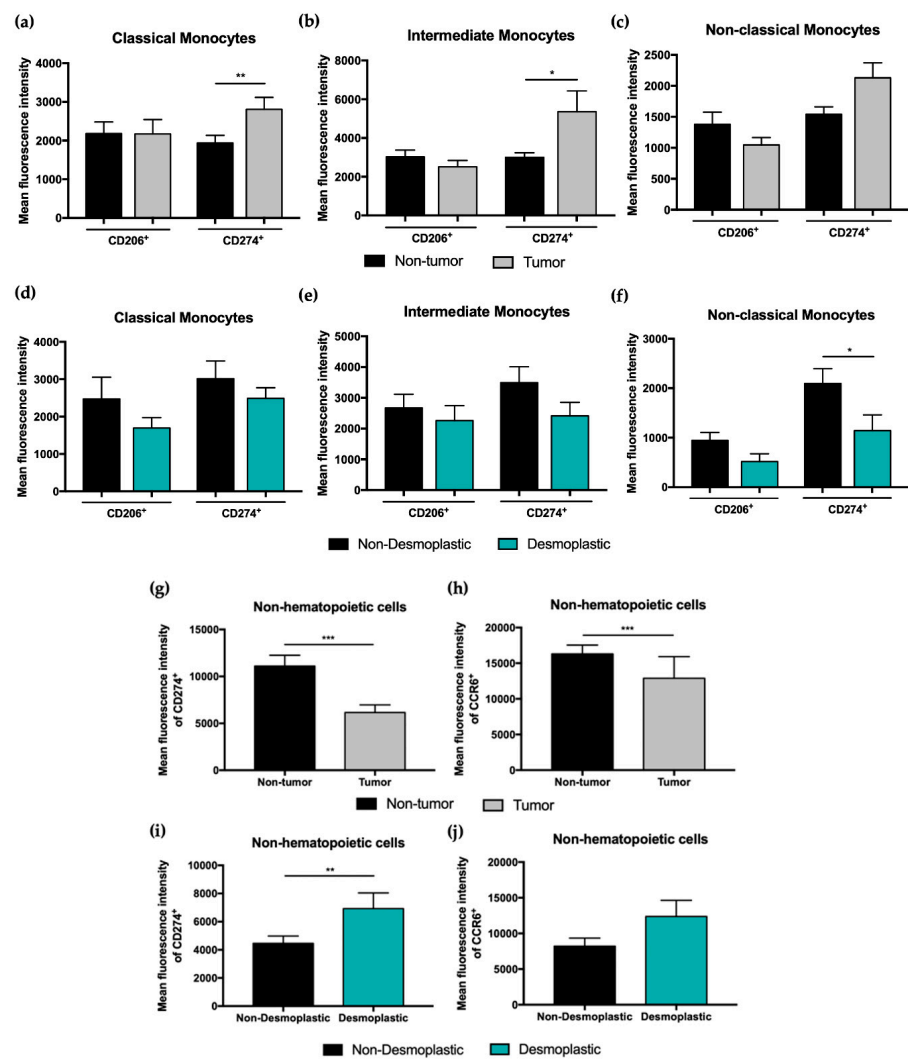 (a)
Classical Monocytes
Mean fluorescence intensity
4000
3000
2000
1000
0
**
CD206+
CD274+
(b)
Intermediate Monocytes
Mean fluorescence intensity
8000
6000
4000
2000
0
*
CD206+
CD274+
(c)
Non-classical Monocytes
Mean fluorescence intensity
2500
2000
1500
1000
500
0
CD206+
CD274+
Non-tumor
Tumor
(d)
Classical Monocytes
Mean fluorescence intensity
4000
3000
2000
1000
0
CD206+
CD274+
(e)
Intermediate Monocytes
Mean fluorescence intensity
5000
4000
3000
2000
1000
0
CD206+
CD274+
(f)
Non-classical Monocytes
Mean fluorescence intensity
3000
2000
1000
0
*
CD206+
CD274+
Non-Desmoplastic
Desmoplastic
(g)
Non-hematopoietic cells
Mean fluorescence intensity
of CD274+
15000
10000
5000
0
***
Non-tumor
Tumor
(h)
Non-hematopoietic cells
Mean fluorescence intensity
of CCR6+
20000
15000
10000
5000
0
***
Non-tumor
Tumor
Non-tumor
Tumor
(i)
Non-hematopoietic cells
Mean fluorescence intensity
of CD274+
10000
8000
6000
4000
2000
0
**
Non-Desmoplastic
Desmoplastic
(j)
Non-hematopoietic cells
Mean fluorescence intensity
of CCR6+
20000
15000
10000
5000
0
Non-Desmoplastic
Desmoplastic
Non-Desmoplastic
Desmoplastic